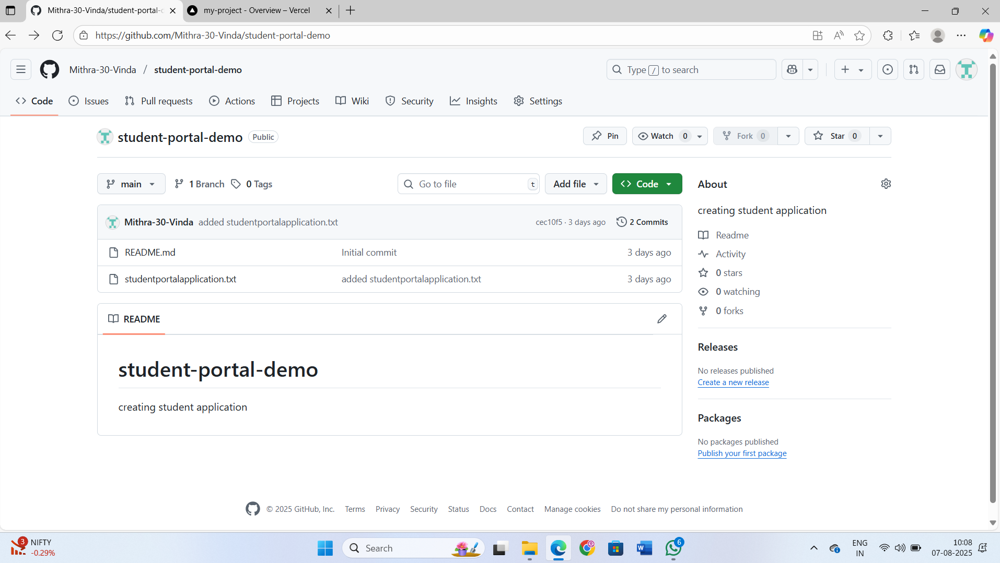 Mithra-30-Vinda/student-portal-d
my-project - Overview – Vercel
https://github.com/Mithra-30-Vinda/student-portal-demo
Mithra-30-Vinda / student-portal-demo
Type / to search
Code
Issues
Pull requests
Actions
Projects
Wiki
Security
Insights
Settings
student-portal-demo
Public
Pin
Watch 0
Fork 0
Star 0
main
1 Branch
0 Tags
Go to file
t
Add file
Code
Mithra-30-Vinda added studentportalapplication.txt
cec10f5 · 3 days ago
2 Commits
README.md
Initial commit
3 days ago
studentportalapplication.txt
added studentportalapplication.txt
3 days ago
README
student-portal-demo
creating student application
About
creating student application
Readme
Activity
0 stars
0 watching
0 forks
Releases
No releases published
Create a new release
Packages
No packages published
Publish your first package
© 2025 GitHub, Inc.
Terms
Privacy
Security
Status
Docs
Contact
Manage cookies
Do not share my personal information
3
NIFTY
-0.29%
Search
6
ENG
IN
10:08
07-08-2025